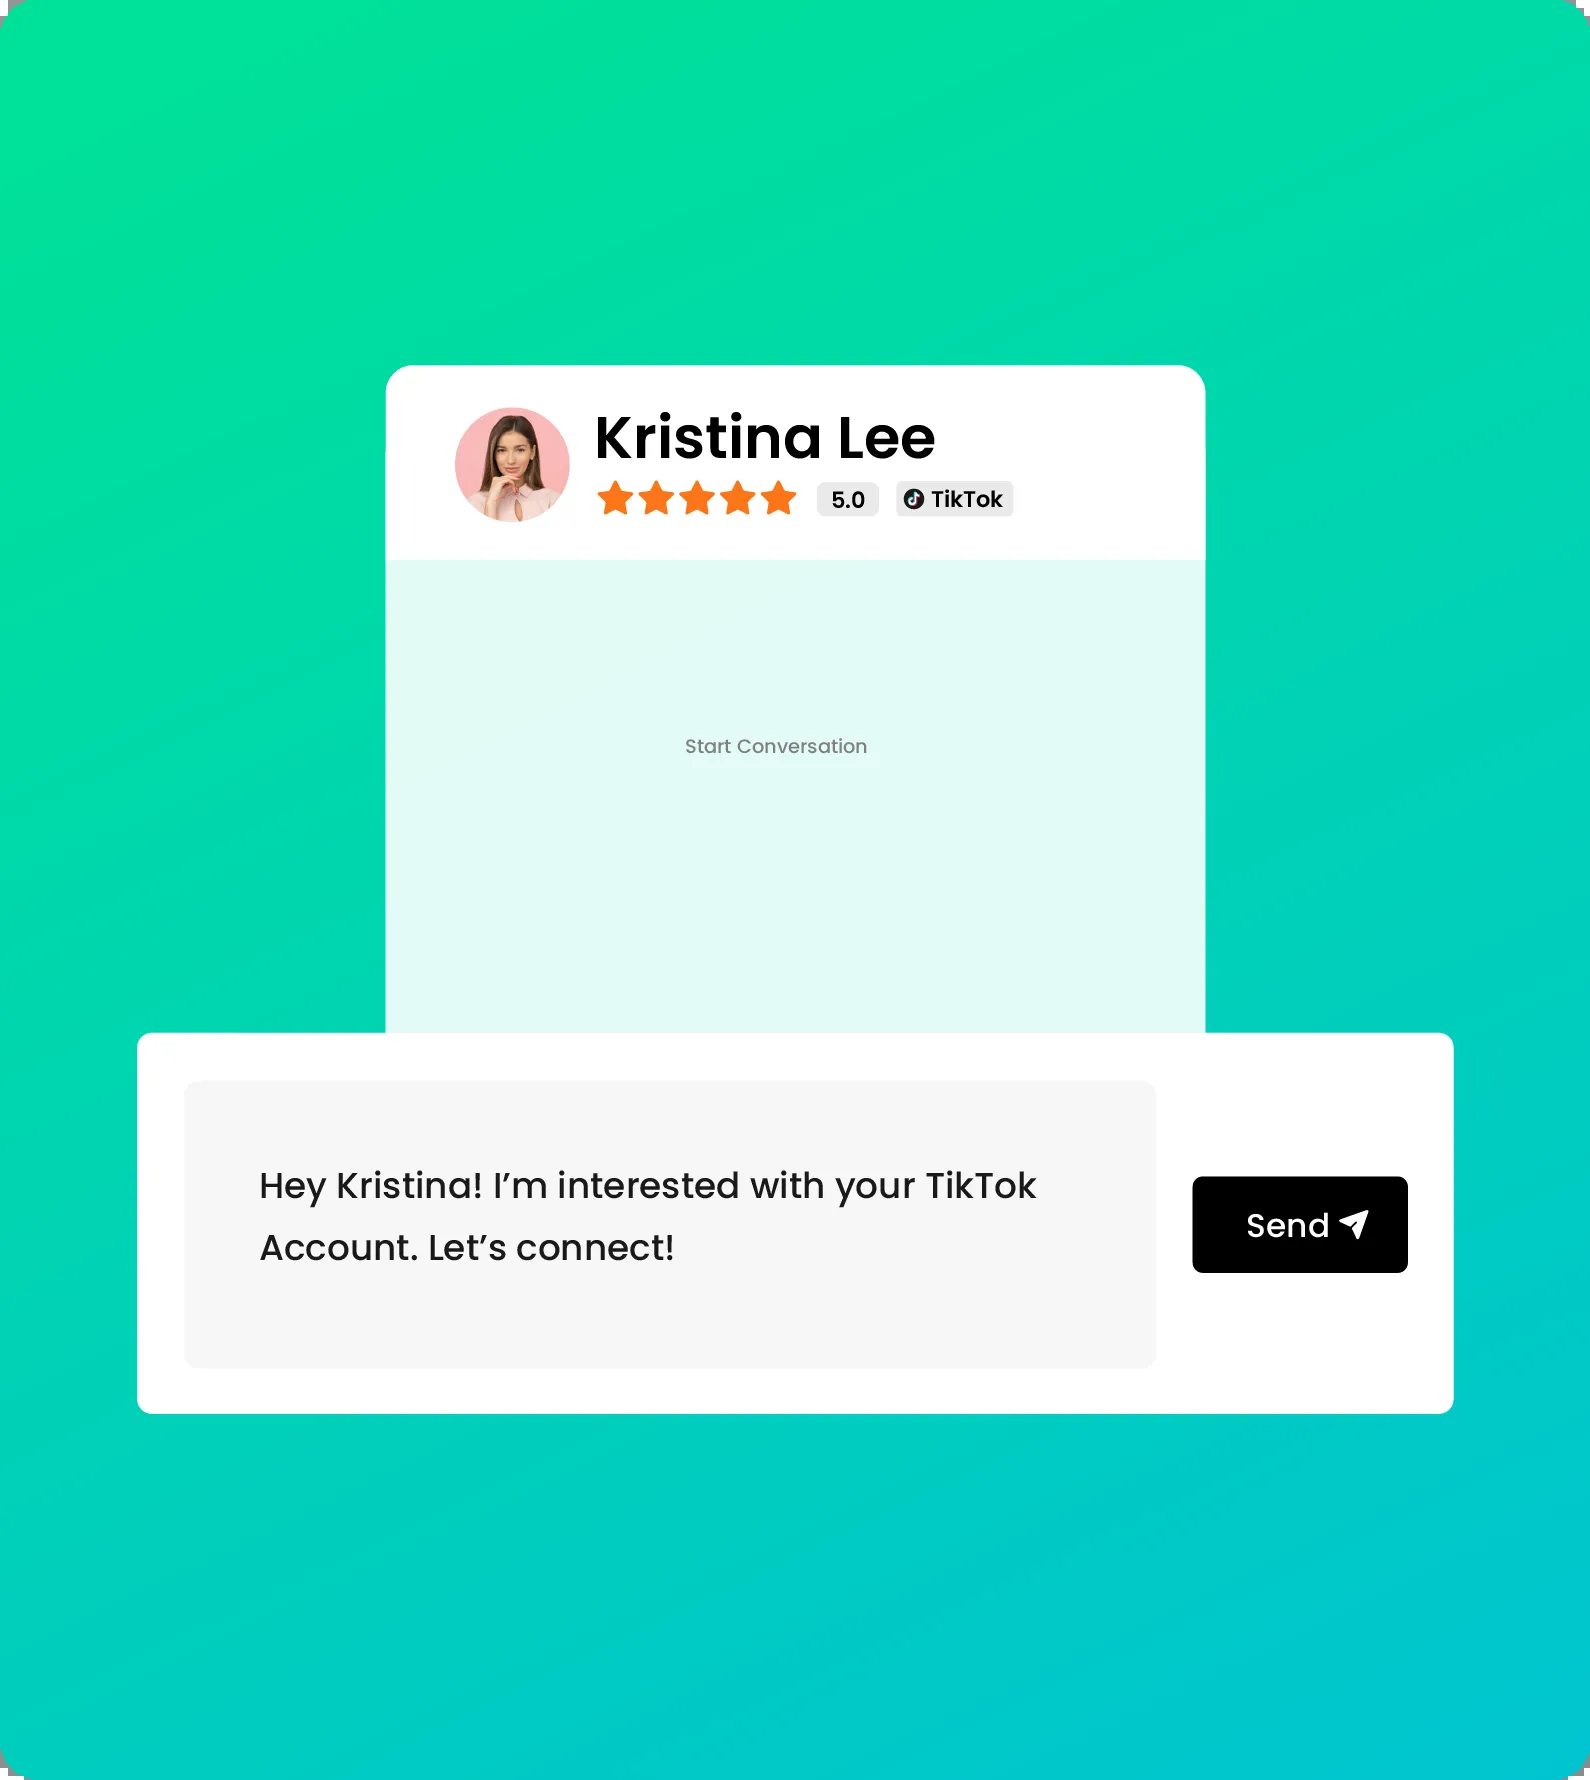 Kristina Lee
5.0
TikTok
Start Conversation
Hey Kristina! I’m interested with your TikTok
Account. Let’s connect!
Send